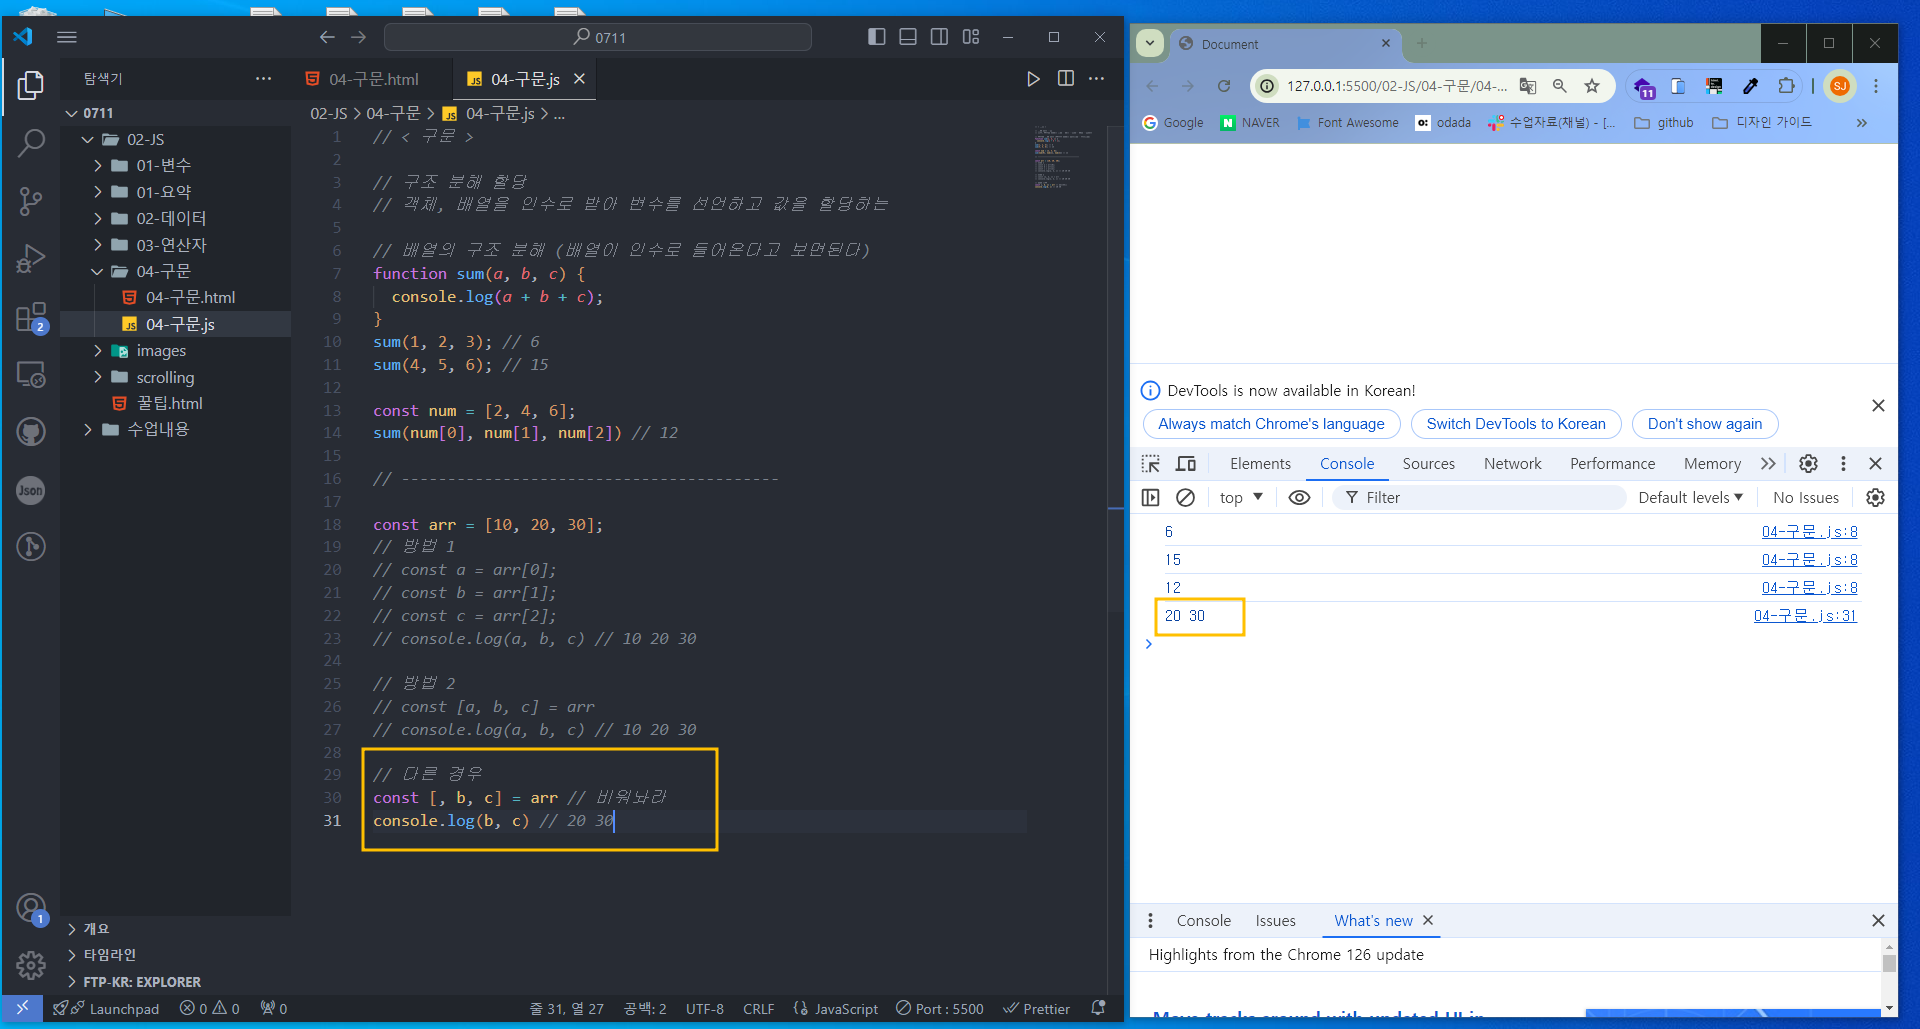 0711
탐색기
04-구문.html
04-구문.js
0711
02-JS
01-변수
01-요약
02-데이터
03-연산자
04-구문
04-구문.html
04-구문.js
images
scrolling
꿀팁.html
수업내용
개요
타임라인
FTP-KR: EXPLORER
02-JS > 04-구문 > JS 04-구문.js > ...
1 // < 구문 >
2
3 // 구조 분해 할당
4 // 객체, 배열을 인수로 받아 변수를 선언하고 값을 할당하는
5
6 // 배열의 구조 분해 (배열이 인수로 들어온다고 보면된다)
7 function sum(a, b, c) {
8 console.log(a + b + c);
9 }
10 sum(1, 2, 3); // 6
11 sum(4, 5, 6); // 15
12
13 const num = [2, 4, 6];
14 sum(num[0], num[1], num[2]) // 12
15
16 // -----------------------------------------
17
18 const arr = [10, 20, 30];
19 // 방법 1
20 // const a = arr[0];
21 // const b = arr[1];
22 // const c = arr[2];
23 // console.log(a, b, c) // 10 20 30
24
25 // 방법 2
26 // const [a, b, c] = arr
27 // console.log(a, b, c) // 10 20 30
28
29 // 다른 경우
30 const [, b, c] = arr // 비워놔라
31 console.log(b, c) // 20 30
2
Json
1
Launchpad
0 0
0
줄 31, 열 27
공백: 2
UTF-8
CRLF
JavaScript
Port : 5500
Prettier
Document
127.0.0.1:5500/02-JS/04-구문/04-...
11
SJ
Google
NAVER
Font Awesome
odada
수업자료(채널) - [...
github
디자인 가이드
DevTools is now available in Korean!
Always match Chrome's language
Switch DevTools to Korean
Don't show again
Elements
Console
Sources
Network
Performance
Memory
top
Filter
Default levels
No Issues
6 04-구문.js:8
15 04-구문.js:8
12 04-구문.js:8
20 30 04-구문.js:31
Console
Issues
What's new
Highlights from the Chrome 126 update